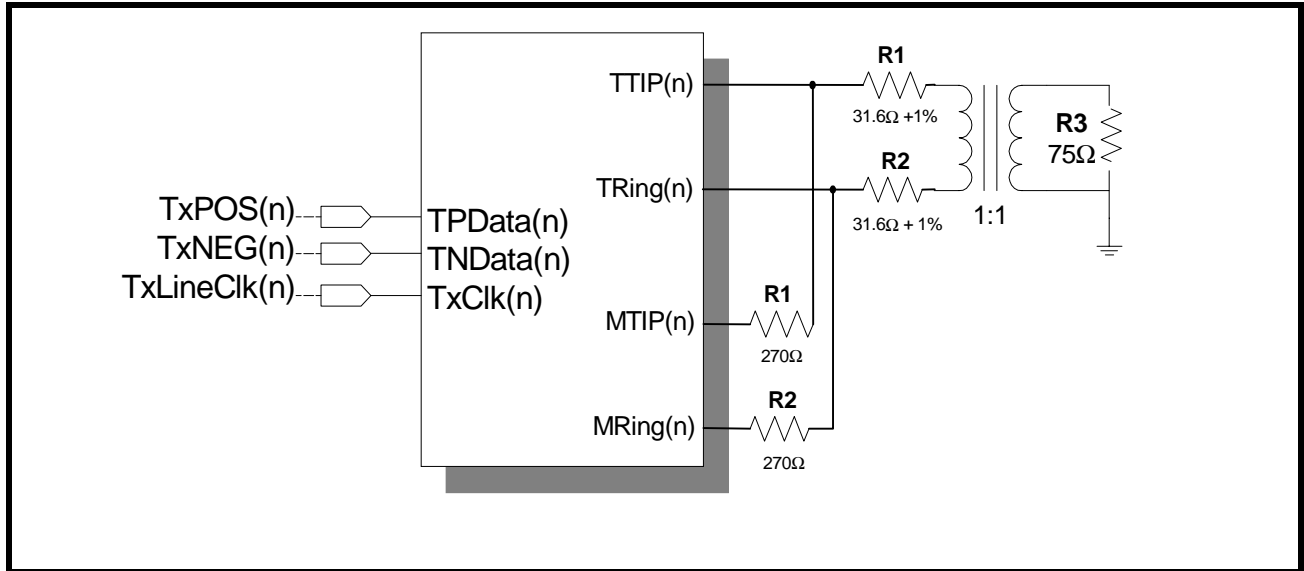 TTIP(n)
R1
31.6Ω +1%
R3
75Ω
TRing(n)
R2
31.6Ω + 1%
1:1
TxPOS(n)
TPData(n)
TxNEG(n)
TNData(n)
TxLineClk(n)
TxClk(n)
MTIP(n)
R1
270Ω
MRing(n)
R2
270Ω